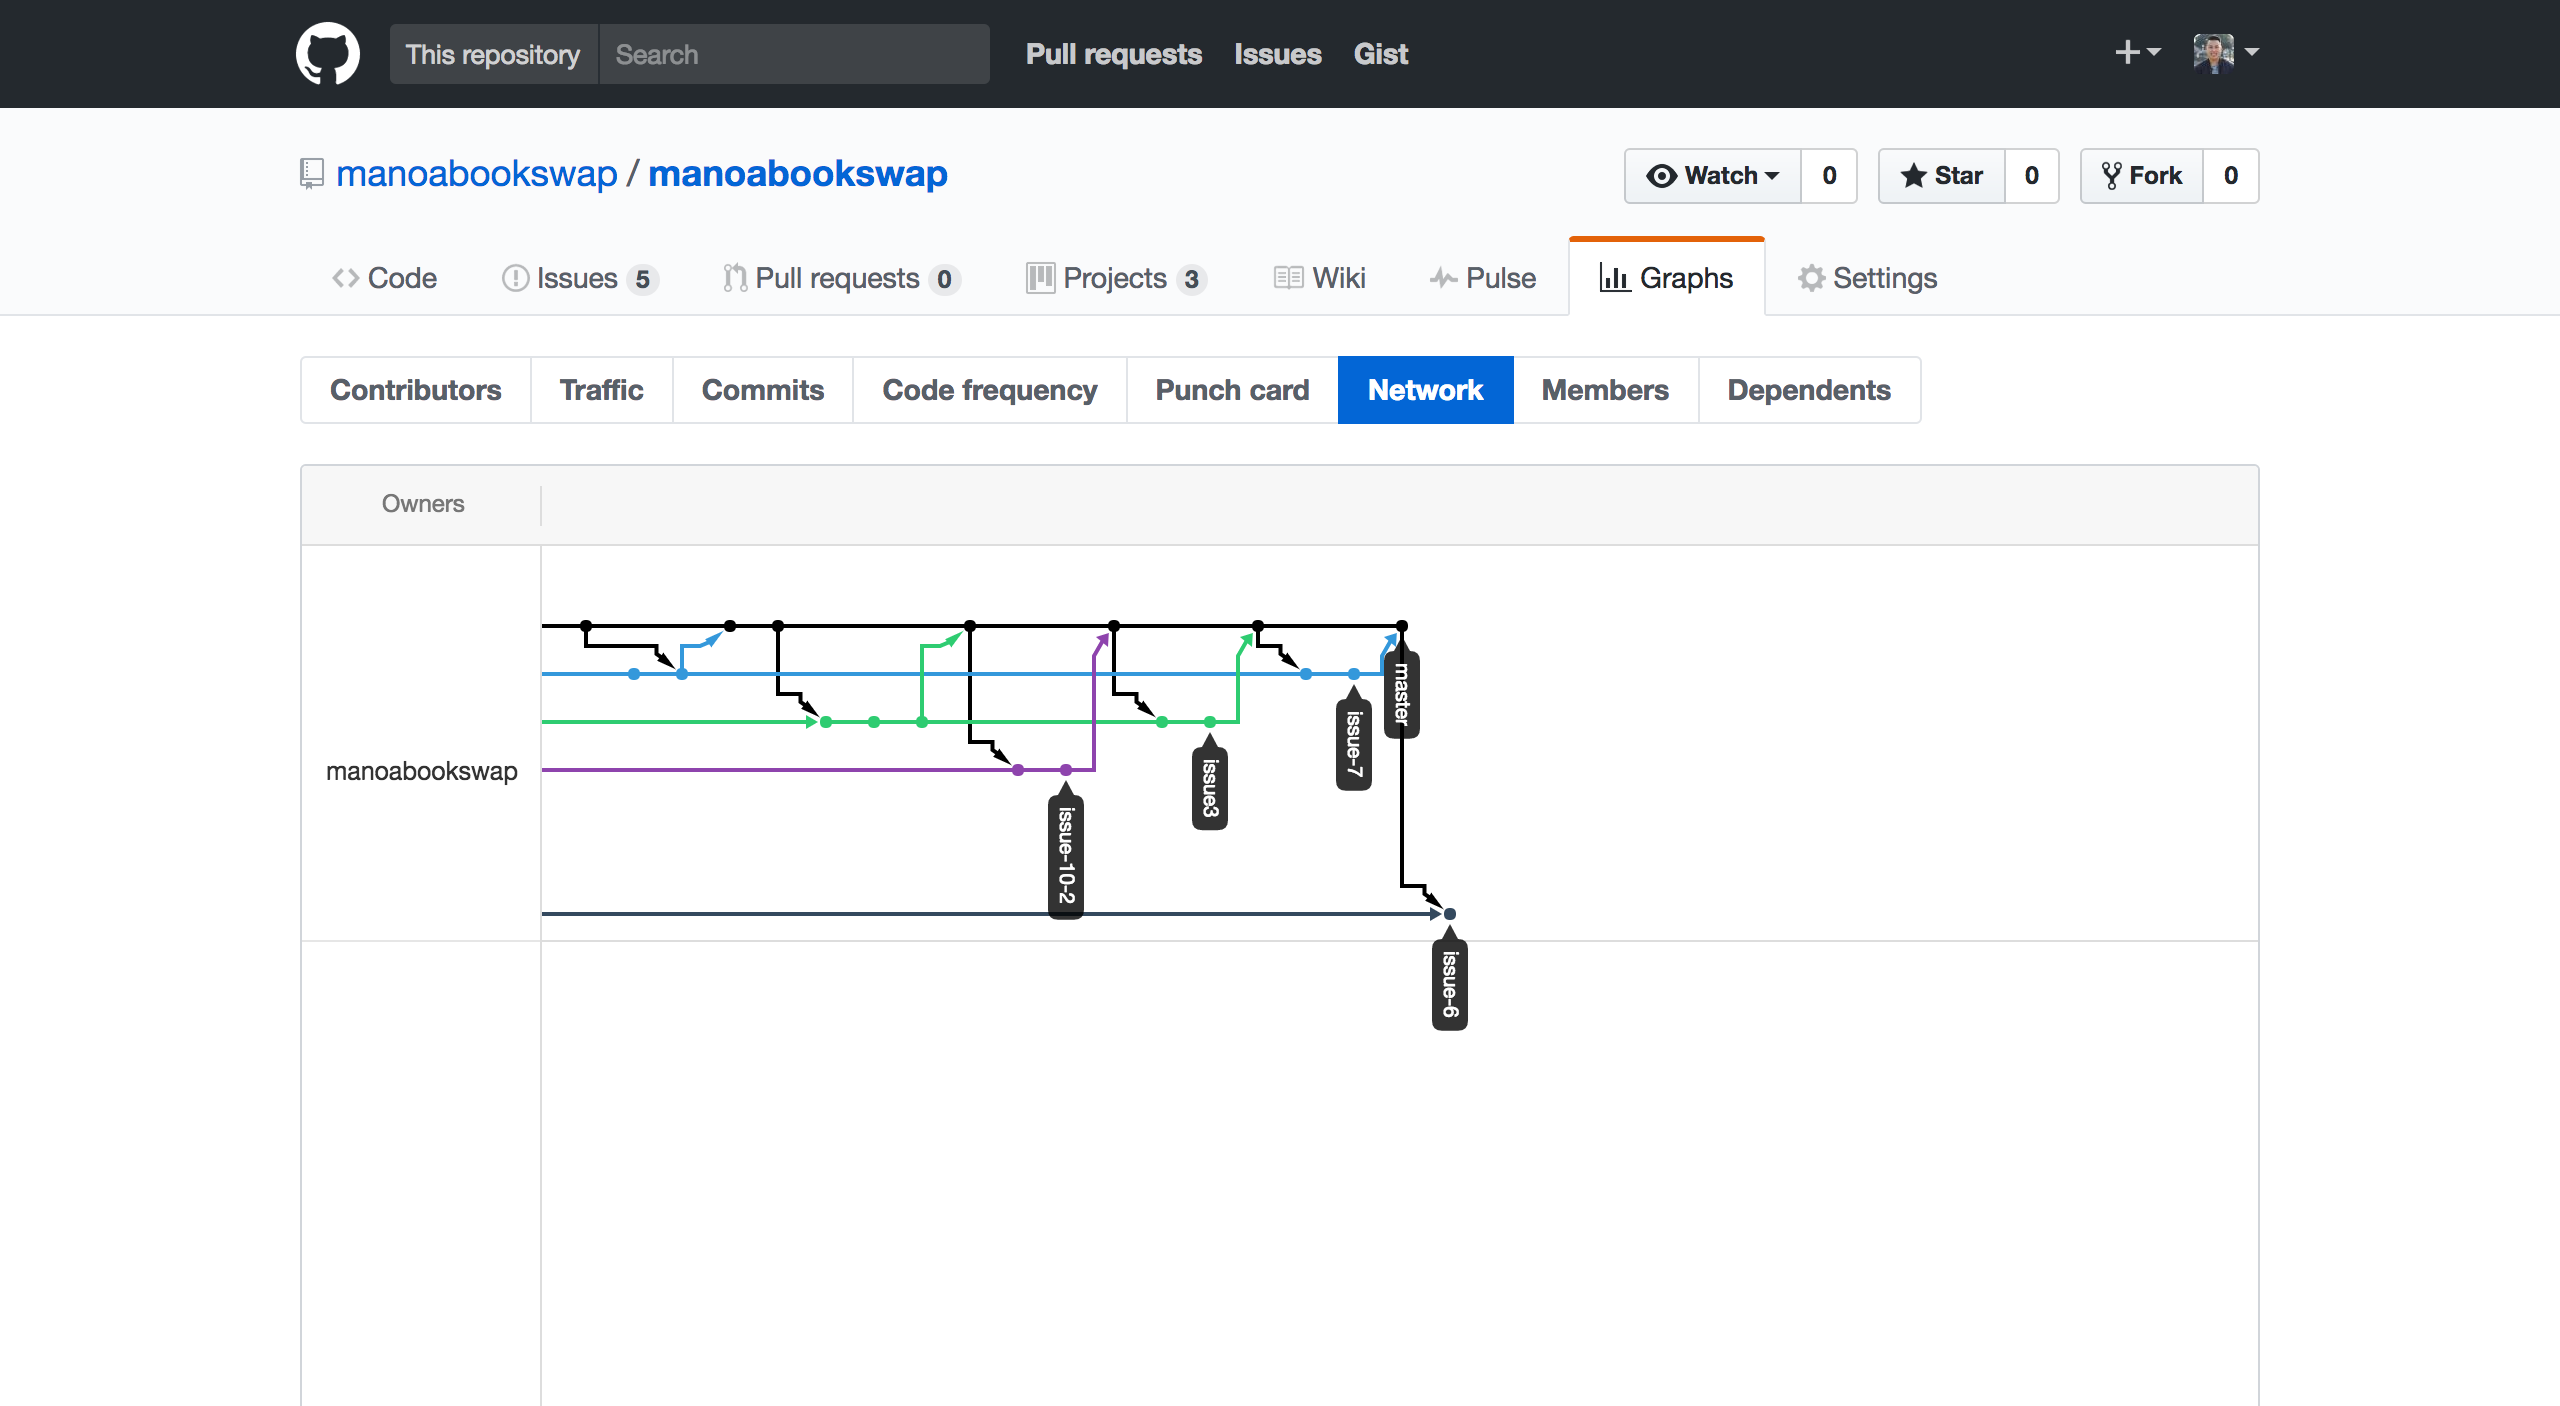 This repository Search Pull requests Issues Gist
manoabookswap / manoabookswap
Watch 0 Star 0 Fork 0
Code Issues 5 Pull requests 0 Projects 3 Wiki Pulse Graphs Settings
Contributors Traffic Commits Code frequency Punch card Network Members Dependents
Owners
manoabookswap
issue-10-2
issue3
issue-7
master
issue-6